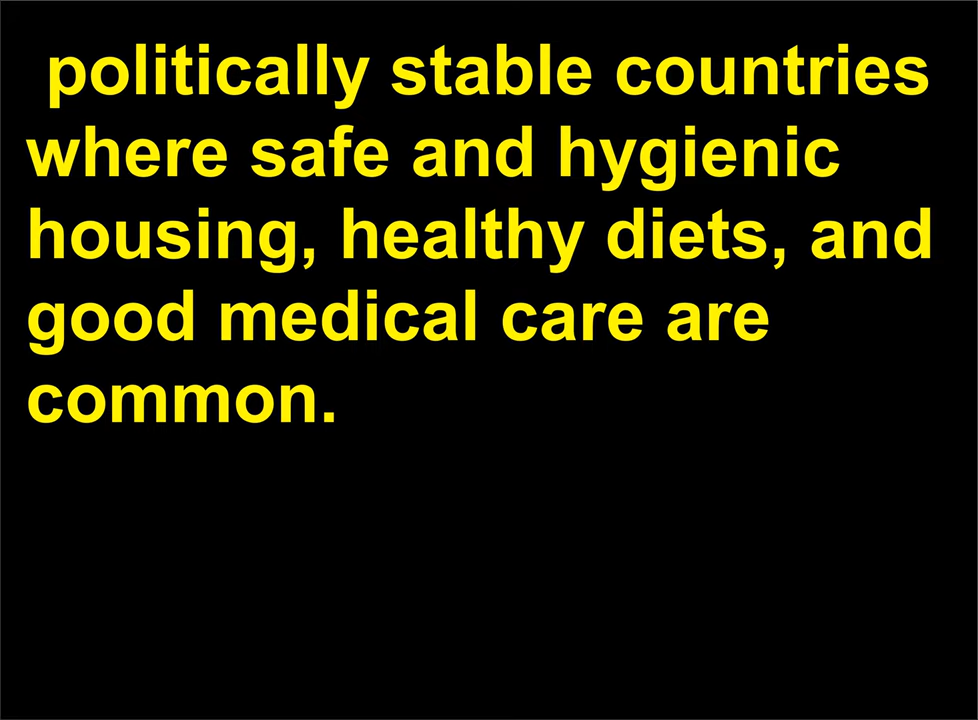 politically stable countries
where safe and hygienic
housing, healthy diets, and
good medical care are
common.